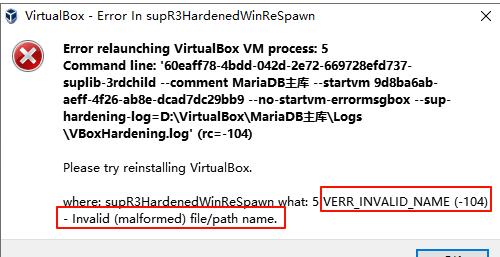 VirtualBox - Error In supR3HardenedWinReSpawn
Error relaunching VirtualBox VM process: 5
Command line: '60eaff78-4bdd-042d-2e72-669728efd737-
suplib-3rdchild --comment MariaDB主库 --startvm 9d8ba6ab-
aeff-4f26-ab8e-dcad7dc29bb9 --no-startvm-errormsgbox --sup-
hardening-log=D:\VirtualBox\MariaDB主库\Logs
\VBoxHardening.log' (rc=-104)
Please try reinstalling VirtualBox.
where: supR3HardenedWinReSpawn what: 5 VERR_INVALID_NAME (-104)
- Invalid (malformed) file/path name.